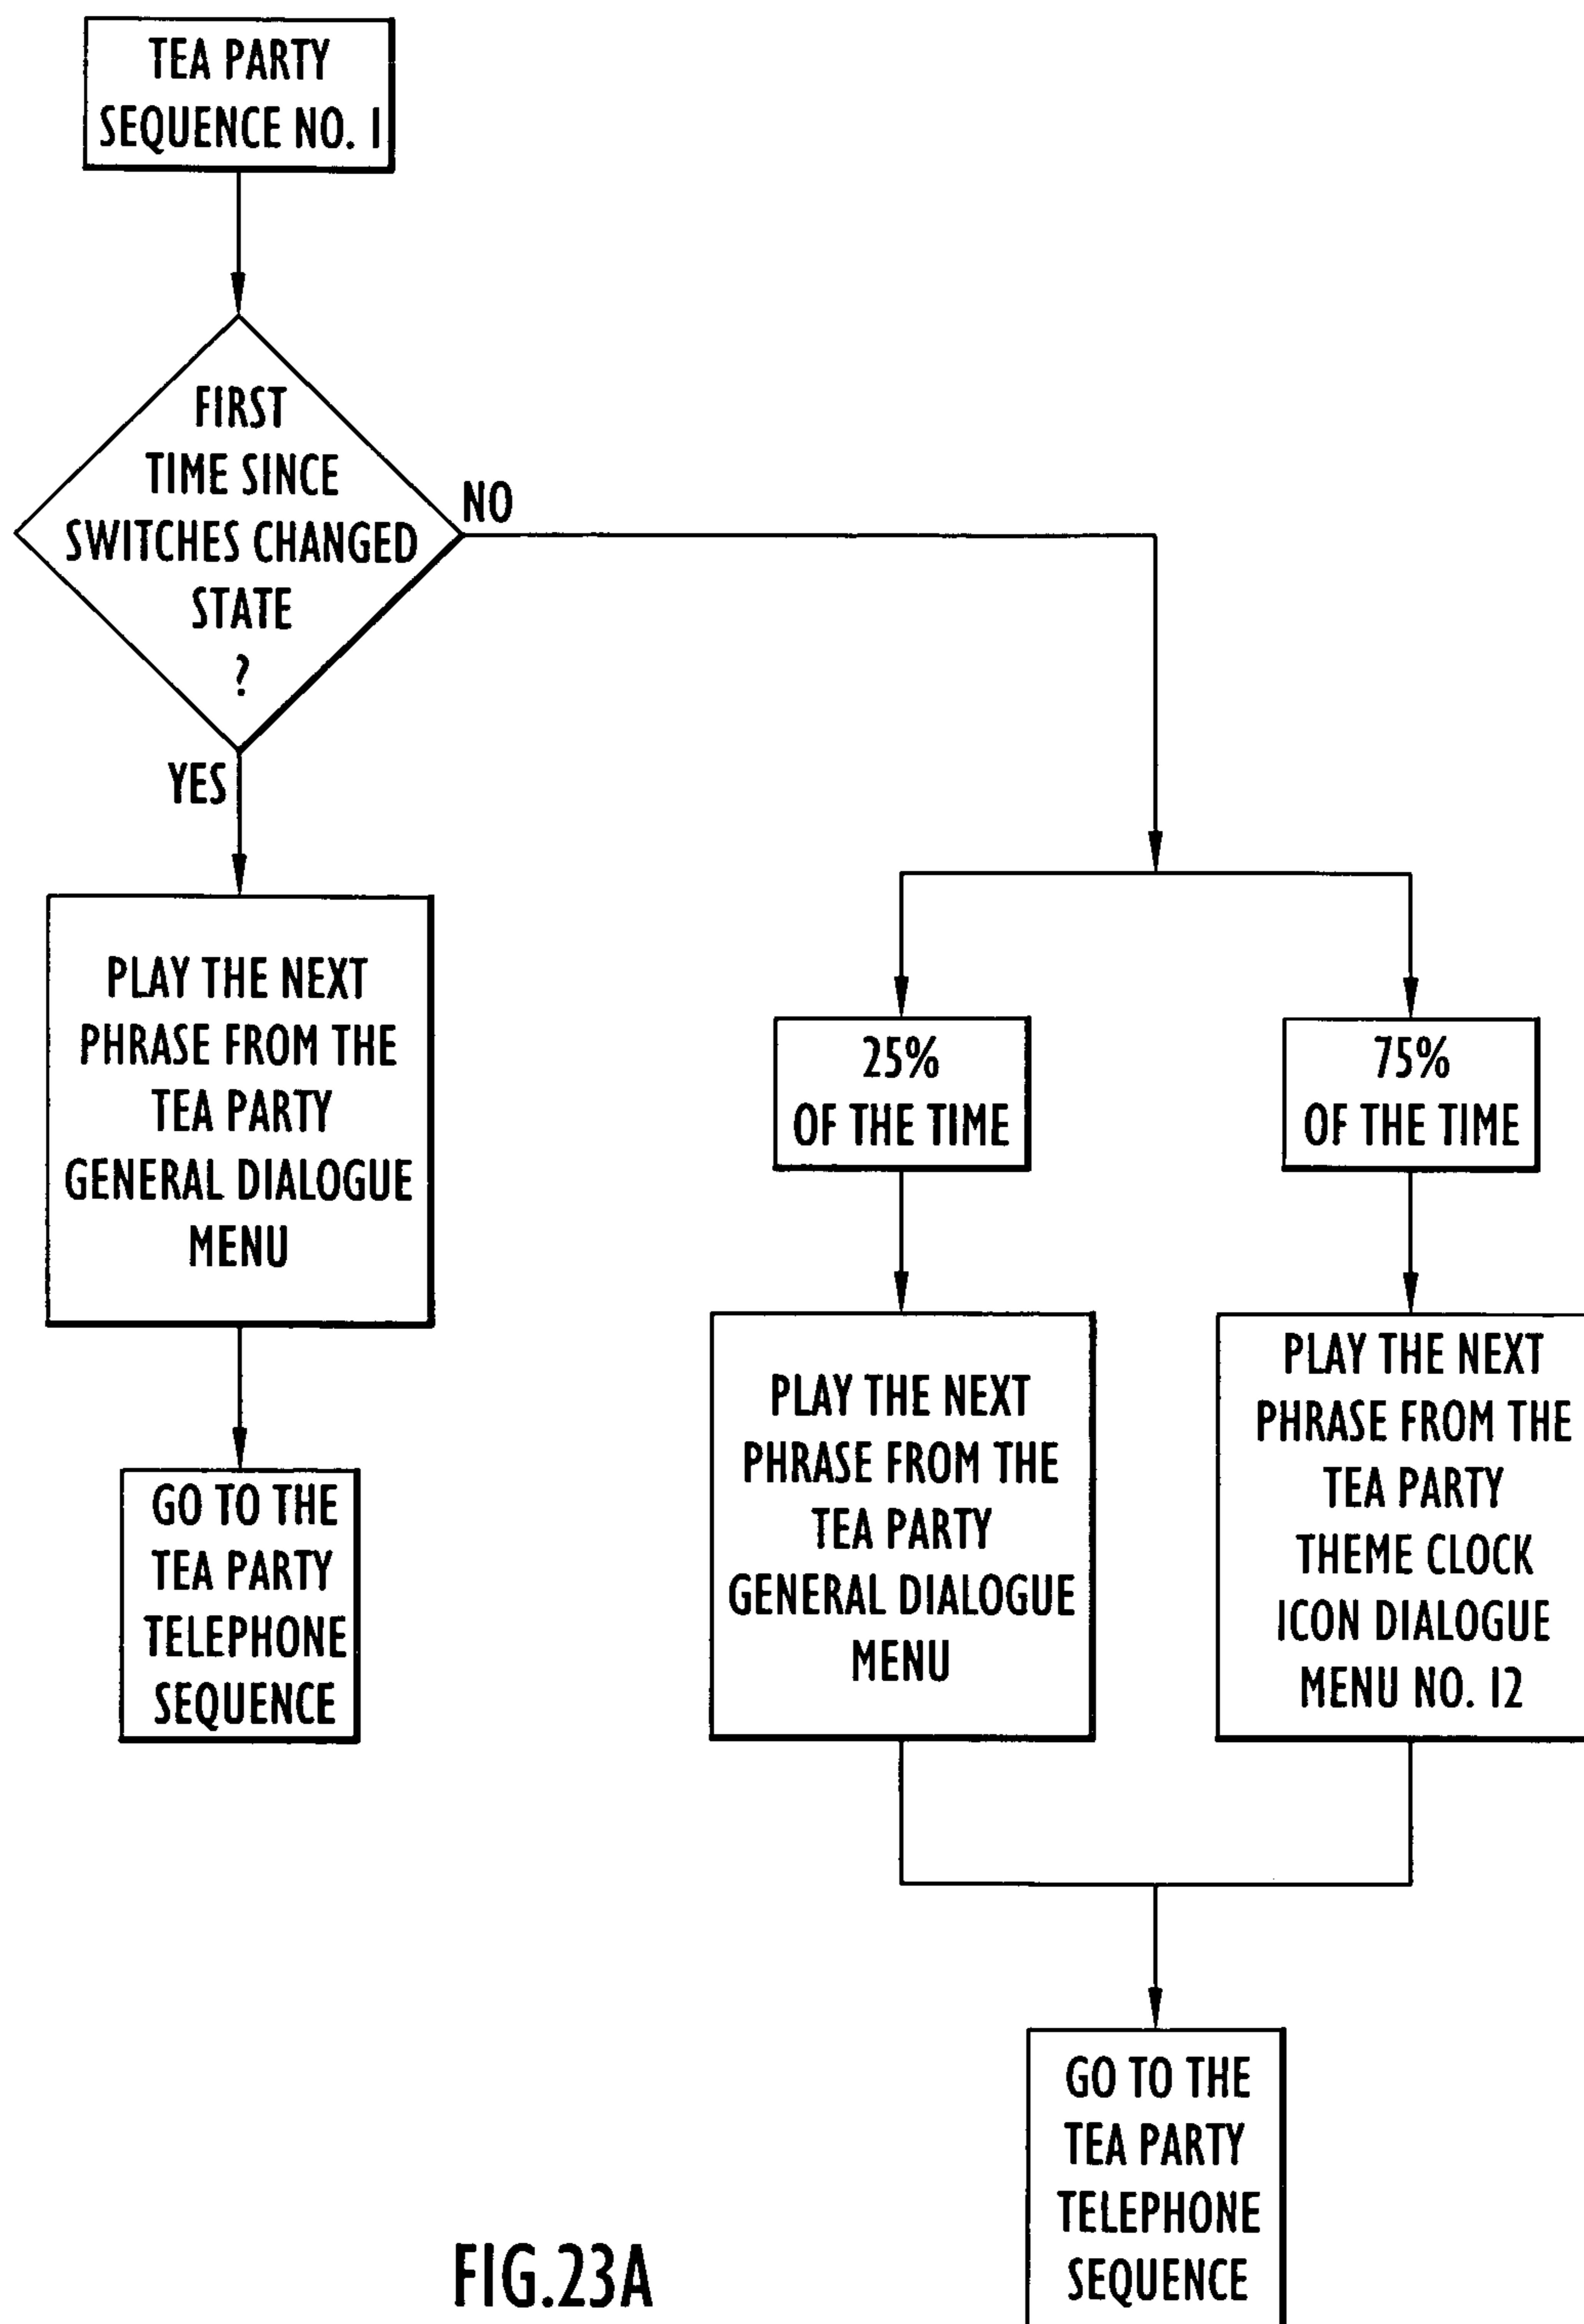 TEA PARTY
SEQUENCE NO. 1
FIRST
TIME SINCE
SWITCHES CHANGED
STATE
?
NO
YES
PLAY THE NEXT
PHRASE FROM THE
TEA PARTY
GENERAL DIALOGUE
MENU
GO TO THE
TEA PARTY
TELEPHONE
SEQUENCE
25%
OF THE TIME
75%
OF THE TIME
PLAY THE NEXT
PHRASE FROM THE
TEA PARTY
GENERAL DIALOGUE
MENU
PLAY THE NEXT
PHRASE FROM THE
TEA PARTY
THEME CLOCK
ICON DIALOGUE
MENU NO. 12
GO TO THE
TEA PARTY
TELEPHONE
SEQUENCE
FIG.23A